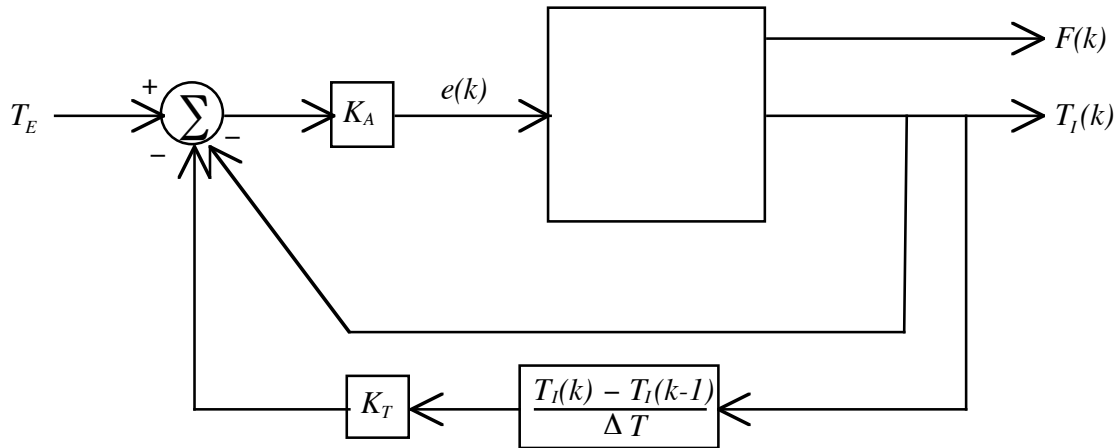 F(k)
+
T_E
Σ
−
−
K_A
e(k)
T_I(k)
K_T
T_I(k) − T_I(k-1)
Δ T